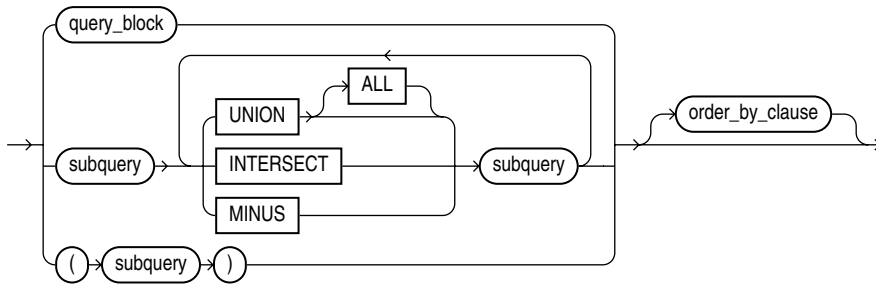 query_block
ALL
UNION
order_by_clause
subquery
INTERSECT
subquery
MINUS
( subquery )